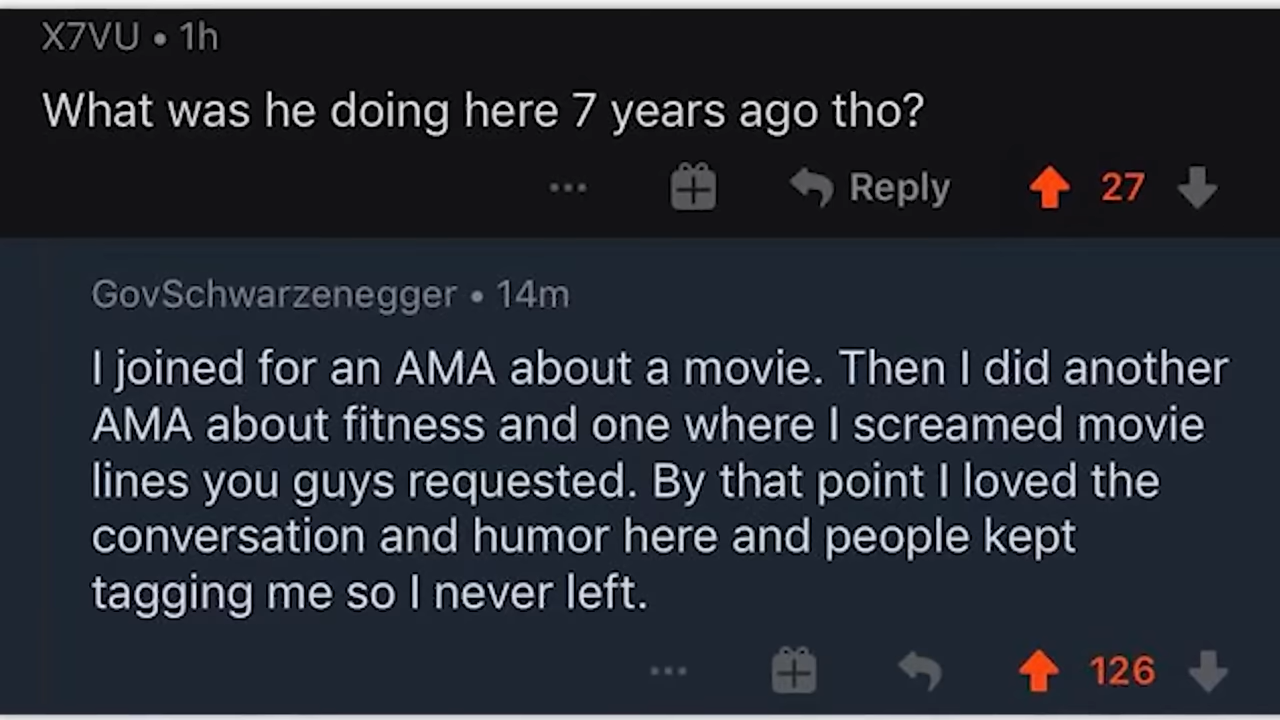 X7VU • 1h
What was he doing here 7 years ago tho?
Reply 27
GovSchwarzenegger • 14m
I joined for an AMA about a movie. Then I did another
AMA about fitness and one where I screamed movie
lines you guys requested. By that point I loved the
conversation and humor here and people kept
tagging me so I never left.
126